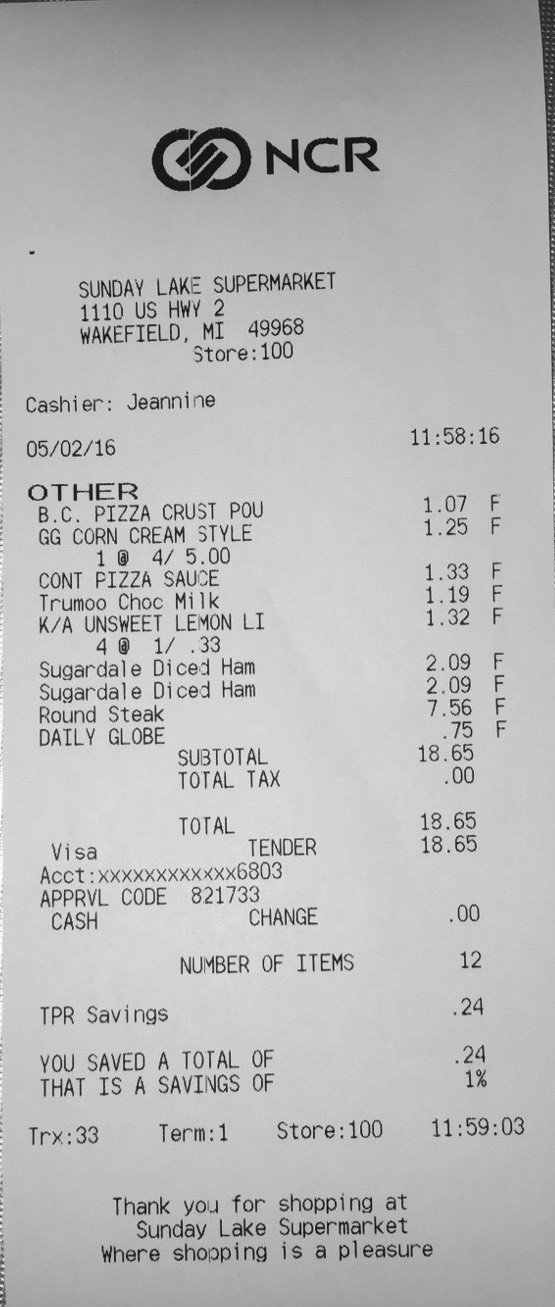 NCR
SUNDAY LAKE SUPERMARKET
1110 US HWY 2
WAKEFIELD, MI 49968
Store:100
Cashier: Jeannine
05/02/16 11:58:16
OTHER
B.C. PIZZA CRUST POU 1.07 F
GG CORN CREAM STYLE 1.25 F
1 @ 4/ 5.00
CONT PIZZA SAUCE 1.33 F
Trumoo Choc Milk 1.19 F
K/A UNSWEET LEMON LI 1.32 F
4 @ 1/ .33
Sugardale Diced Ham 2.09 F
Sugardale Diced Ham 2.09 F
Round Steak 7.56 F
DAILY GLOBE .75 F
SUBTOTAL 18.65
TOTAL TAX .00
TOTAL 18.65
Visa TENDER 18.65
Acct:xxxxxxxxxxxx6803
APPRVL CODE 821733
CASH CHANGE .00
NUMBER OF ITEMS 12
TPR Savings .24
YOU SAVED A TOTAL OF .24
THAT IS A SAVINGS OF 1%
Trx:33 Term:1 Store:100 11:59:03
Thank you for shopping at
Sunday Lake Supermarket
Where shopping is a pleasure